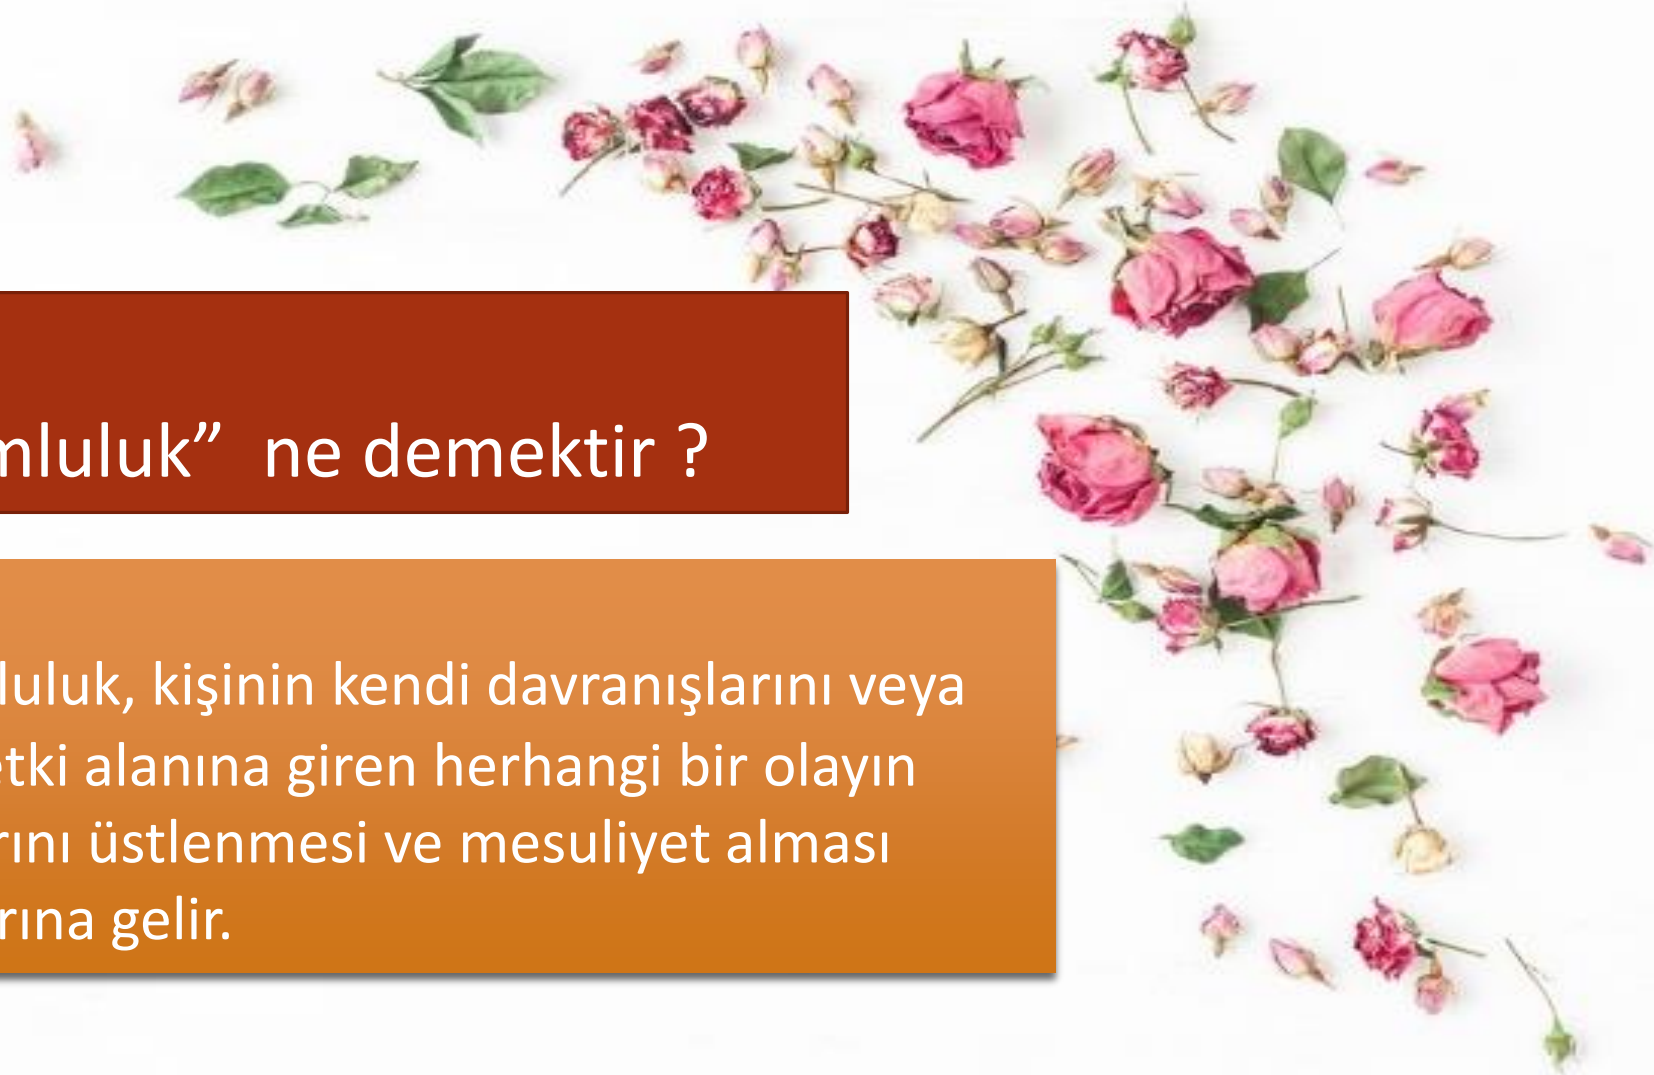 mluluk” ne demektir ?
luluk, kişinin kendi davranışlarını veya
etki alanına giren herhangi bir olayın
rını üstlenmesi ve mesuliyet alması
rına gelir.